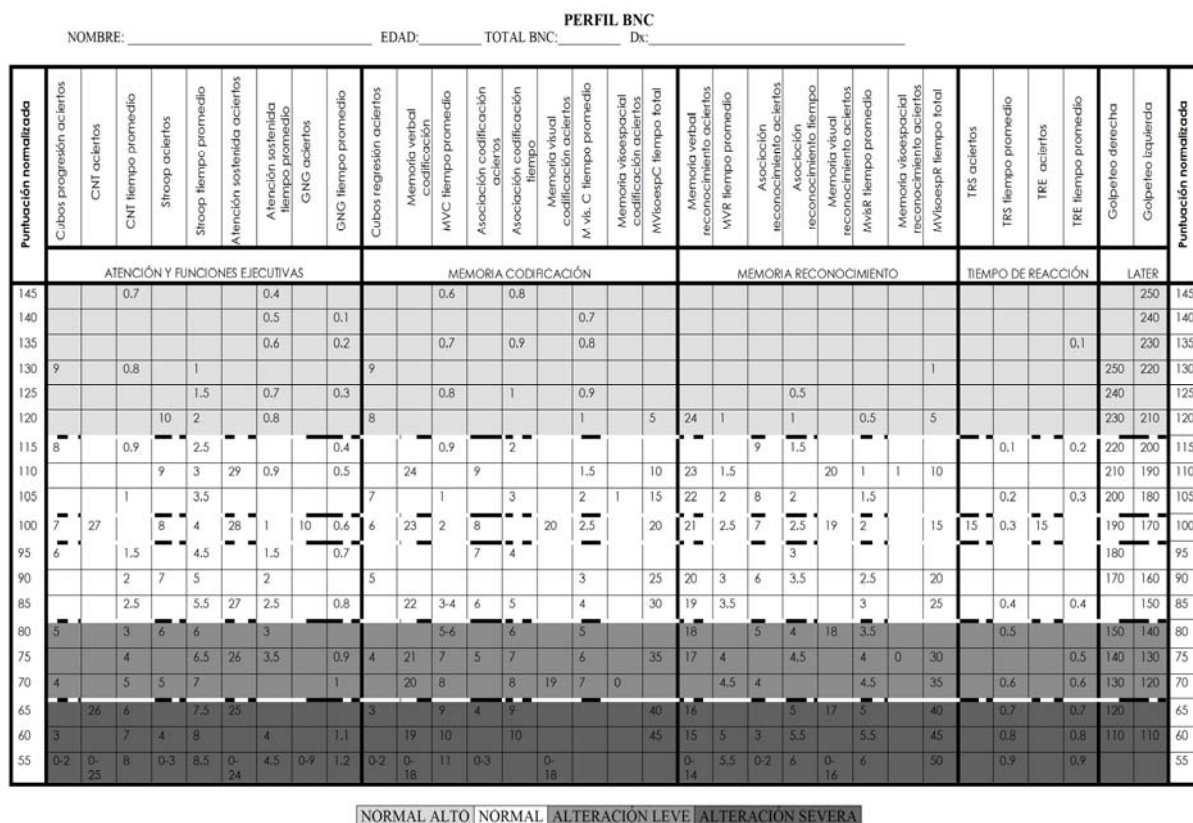 PERFIL BNC
NOMBRE: EDAD: TOTAL BNC: Dx:
Puntuación normalizada
Cubos progresión aciertos
CNT aciertos
CNT tiempo promedio
Stroop aciertos
Stroop tiempo promedio
Atención sostenida aciertos
Atención sostenida tiempo promedio
GNG aciertos
GNG tiempo promedio
Cubos regresión aciertos
Memoria verbal codificación
MVC tiempo promedio
Asociación codificación aciertos
Asociación codificación tiempo
Memoria visual codificación aciertos
M vis. C tiempo promedio
Memoria visoespacial codificación aciertos
MVisoespC tiempo total
Memoria verbal reconocimiento aciertos
MVR tiempo promedio
Asociación reconocimiento aciertos
Asociación reconocimiento tiempo
Memoria visual reconocimiento aciertos
MvisR tiempo promedio
Memoria visoespacial reconocimiento aciertos
MVisoespR tiempo total
TRS aciertos
TRS tiempo promedio
TRE aciertos
TRE tiempo promedio
Golpeteo derecha
Golpeteo izquierda
Puntuación normalizada
ATENCIÓN Y FUNCIONES EJECUTIVAS MEMORIA CODIFICACIÓN MEMORIA RECONOCIMIENTO TIEMPO DE REACCIÓN LATER
145 0.7 0.4 0.6 0.8 250 145
140 0.5 0.1 0.7 240 140
135 0.6 0.2 0.7 0.9 0.8 0.1 230 135
130 9 0.8 1 9 1 250 220 130
125 1.5 0.7 0.3 0.8 1 0.9 0.5 240 125
120 10 2 0.8 8 1 5 24 1 1 0.5 5 230 210 120
115 8 0.9 2.5 0.4 0.9 2 9 1.5 0.1 0.2 220 200 115
110 9 3 29 0.9 0.5 24 9 1.5 10 23 1.5 20 1 1 10 210 190 110
105 1 3.5 7 1 3 2 1 15 22 2 8 2 1.5 0.2 0.3 200 180 105
100 7 27 8 4 28 1 10 0.6 6 23 2 8 20 2.5 20 21 2.5 7 2.5 19 2 15 15 0.3 15 190 170 100
95 6 1.5 4.5 1.5 0.7 7 4 3 180 95
90 2 7 5 2 5 3 25 20 3 6 3.5 2.5 20 170 160 90
85 2.5 5.5 27 2.5 0.8 22 3-4 6 5 4 30 19 3.5 3 25 0.4 0.4 150 85
80 5 3 6 6 3 5-6 6 5 18 5 4 18 3.5 0.5 150 140 80
75 4 6.5 26 3.5 0.9 4 21 7 5 7 6 35 17 4 4.5 4 0 30 0.5 140 130 75
70 4 5 5 7 1 20 8 8 19 7 0 4.5 4 4.5 35 0.6 0.6 130 120 70
65 26 6 7.5 25 3 9 4 9 40 16 5 17 5 40 0.7 0.7 120 65
60 3 7 4 8 4 1.1 19 10 10 45 15 5 3 5.5 5.5 45 0.8 0.8 110 110 60
55 0-2 0-25 8 0-3 8.5 0-24 4.5 0-9 1.2 0-2 0-18 11 0-3 0-18 0-14 5.5 0-2 6 0-16 6 50 0.9 0.9 55
NORMAL ALTO NORMAL ALTERACIÓN LEVE ALTERACIÓN SEVERA